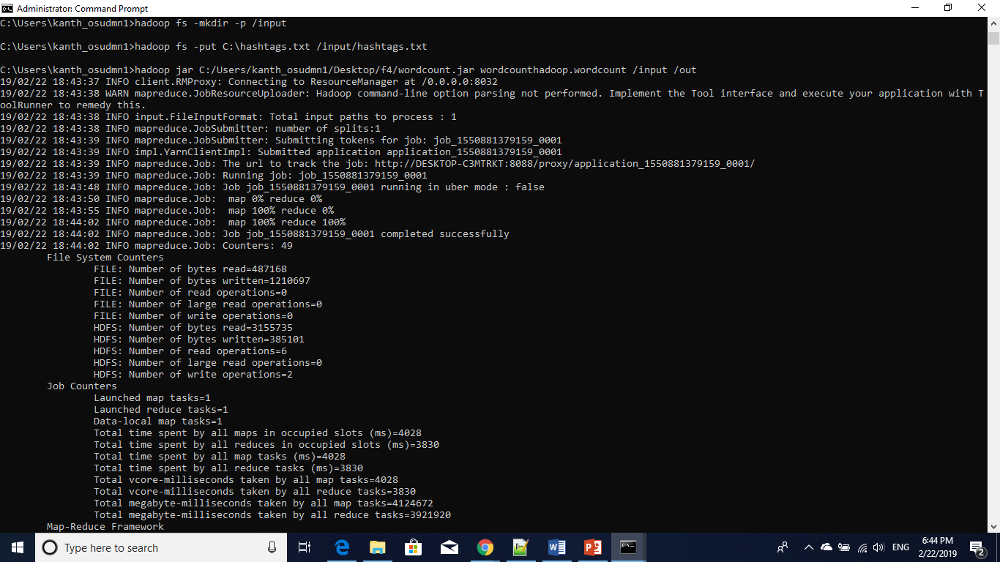 Administrator: Command Prompt
C:\Users\kanth_osudmn1>hadoop fs -mkdir -p /input
C:\Users\kanth_osudmn1>hadoop fs -put C:\hashtags.txt /input/hashtags.txt
C:\Users\kanth_osudmn1>hadoop jar C:/Users/kanth_osudmn1/Desktop/f4/wordcount.jar wordcounthadoop.wordcount /input /out
19/02/22 18:43:37 INFO client.RMProxy: Connecting to ResourceManager at /0.0.0.0:8032
19/02/22 18:43:38 WARN mapreduce.JobResourceUploader: Hadoop command-line option parsing not performed. Implement the Tool interface and execute your application with T
oolRunner to remedy this.
19/02/22 18:43:38 INFO input.FileInputFormat: Total input paths to process : 1
19/02/22 18:43:38 INFO mapreduce.JobSubmitter: number of splits:1
19/02/22 18:43:39 INFO mapreduce.JobSubmitter: Submitting tokens for job: job_1550881379159_0001
19/02/22 18:43:39 INFO impl.YarnClientImpl: Submitted application application_1550881379159_0001
19/02/22 18:43:39 INFO mapreduce.Job: The url to track the job: http://DESKTOP-C3MTRKT:8088/proxy/application_1550881379159_0001/
19/02/22 18:43:39 INFO mapreduce.Job: Running job: job_1550881379159_0001
19/02/22 18:43:48 INFO mapreduce.Job: Job job_1550881379159_0001 running in uber mode : false
19/02/22 18:43:50 INFO mapreduce.Job:  map 0% reduce 0%
19/02/22 18:43:55 INFO mapreduce.Job:  map 100% reduce 0%
19/02/22 18:44:02 INFO mapreduce.Job:  map 100% reduce 100%
19/02/22 18:44:02 INFO mapreduce.Job: Job job_1550881379159_0001 completed successfully
19/02/22 18:44:02 INFO mapreduce.Job: Counters: 49
File System Counters
FILE: Number of bytes read=487168
FILE: Number of bytes written=1210697
FILE: Number of read operations=0
FILE: Number of large read operations=0
FILE: Number of write operations=0
HDFS: Number of bytes read=3155735
HDFS: Number of bytes written=385101
HDFS: Number of read operations=6
HDFS: Number of large read operations=0
HDFS: Number of write operations=2
Job Counters
Launched map tasks=1
Launched reduce tasks=1
Data-local map tasks=1
Total time spent by all maps in occupied slots (ms)=4028
Total time spent by all reduces in occupied slots (ms)=3830
Total time spent by all map tasks (ms)=4028
Total time spent by all reduce tasks (ms)=3830
Total vcore-milliseconds taken by all map tasks=4028
Total vcore-milliseconds taken by all reduce tasks=3830
Total megabyte-milliseconds taken by all map tasks=4124672
Total megabyte-milliseconds taken by all reduce tasks=3921920
Map-Reduce Framework
Type here to search
ENG
6:44 PM
2/22/2019
2